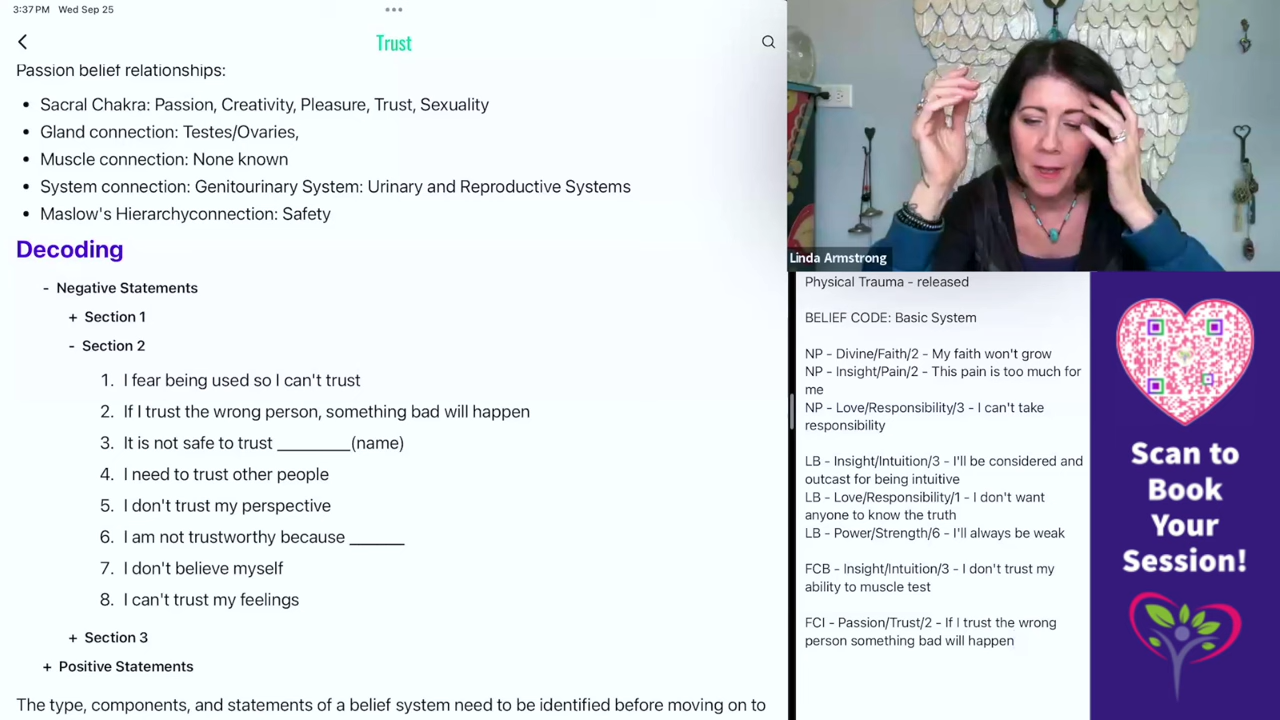 3:37 PM Wed Sep 25
Trust
Passion belief relationships:
• Sacral Chakra: Passion, Creativity, Pleasure, Trust, Sexuality
• Gland connection: Testes/Ovaries,
• Muscle connection: None known
• System connection: Genitourinary System: Urinary and Reproductive Systems
• Maslow's Hierarchyconnection: Safety
Decoding
- Negative Statements
+ Section 1
- Section 2
1. I fear being used so I can't trust
2. If I trust the wrong person, something bad will happen
3. It is not safe to trust _________(name)
4. I need to trust other people
5. I don't trust my perspective
6. I am not trustworthy because ______
7. I don't believe myself
8. I can't trust my feelings
+ Section 3
+ Positive Statements
The type, components, and statements of a belief system need to be identified before moving on to
Linda Armstrong
Physical Trauma - released
BELIEF CODE: Basic System
NP - Divine/Faith/2 - My faith won't grow
NP - Insight/Pain/2 - This pain is too much for
me
NP - Love/Responsibility/3 - I can't take
responsibility
LB - Insight/Intuition/3 - I'll be considered and
outcast for being intuitive
LB - Love/Responsibility/1 - I don't want
anyone to know the truth
LB - Power/Strength/6 - I'll always be weak
FCB - Insight/Intuition/3 - I don't trust my
ability to muscle test
FCI - Passion/Trust/2 - If I trust the wrong
person something bad will happen
Scan to
Book
Your
Session!